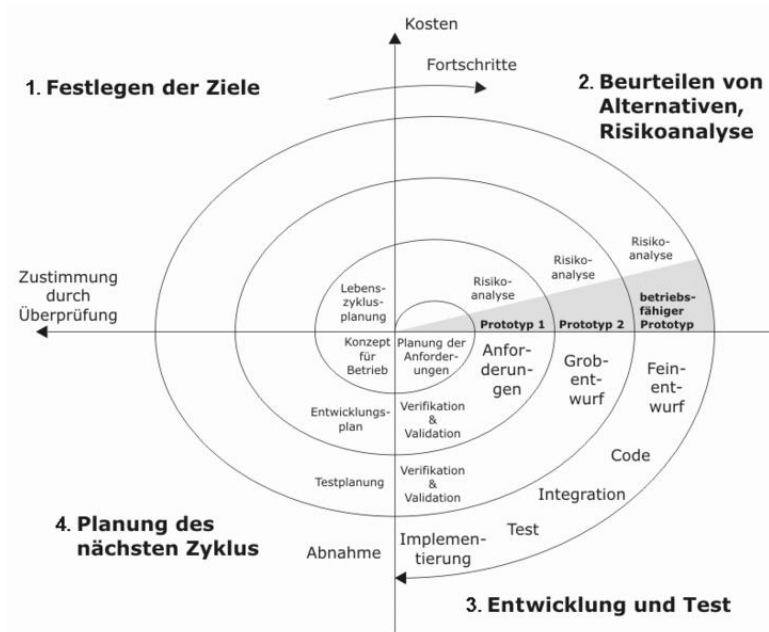 Kosten
Fortschritte
1. Festlegen der Ziele
2. Beurteilen von
Alternativen,
Risikoanalyse
Zustimmung
durch
Überprüfung)
Lebens-
zyklus-
planung
Risiko-
analyse
Risiko-
analyse
Risiko-
analyse
Prototyp 1
Prototyp 2
betriebs-
fähiger
Prototyp
Konzept
für
Betrieb
Planung der
Anforder-
ungen
Anfor-
derun-
gen
Grob-
ent-
wurf
Fein-
ent-
wurf
Entwicklungs-
plan
Verifikation
&
Validation
Testplanung
Verifikation
&
Validation
Code
Integration
Test
Implemen-
tierung
Abnahme
4. Planung des
nächsten Zyklus
3. Entwicklung und Test